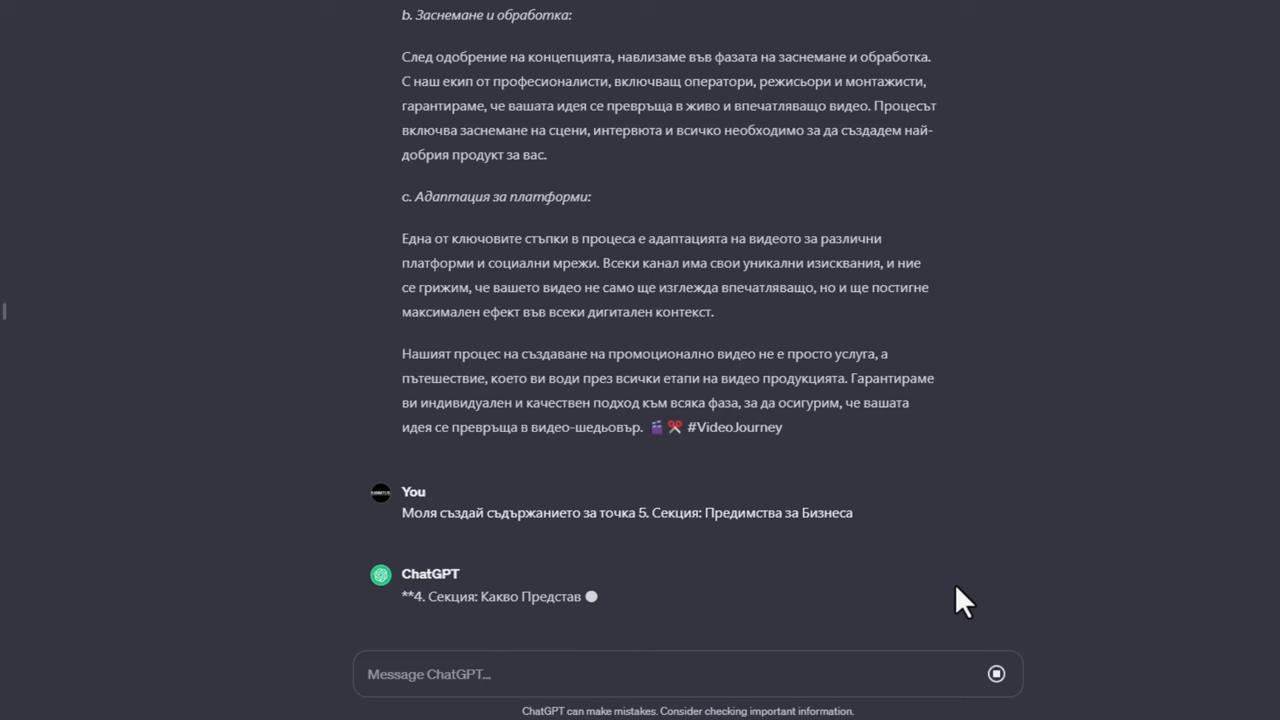 b. Заснемане и обработка:
След одобрение на концепцията, навлизаме във фазата на заснемане и обработка.
С наш екип от професионалисти, включващ оператори, режисьори и монтажисти,
гарантираме, че вашата идея се превръща в живо и впечатляващо видео. Процесът
включва заснемане на сцени, интервюта и всичко необходимо за да създадем най-
добрия продукт за вас.
c. Адаптация за платформи:
Една от ключовите стъпки в процеса е адаптацията на видеото за различни
платформи и социални мрежи. Всеки канал има свои уникални изисквания, и ние
се грижим, че вашето видео не само ще изглежда впечатляващо, но и ще постигне
максимален ефект във всеки дигитален контекст.
Нашият процес на създаване на промоционално видео не е просто услуга, а
пътешествие, което ви води през всички етапи на видео продукцията. Гарантираме
ви индивидуален и качествен подход към всяка фаза, за да осигурим, че вашата
идея се превръща в видео-шедьовър. 🎬✂️ #VideoJourney
You
Моля създай съдържанието за точка 5. Секция: Предимства за Бизнеса
ChatGPT
**4. Секция: Какво Представ
Message ChatGPT...
ChatGPT can make mistakes. Consider checking important information.